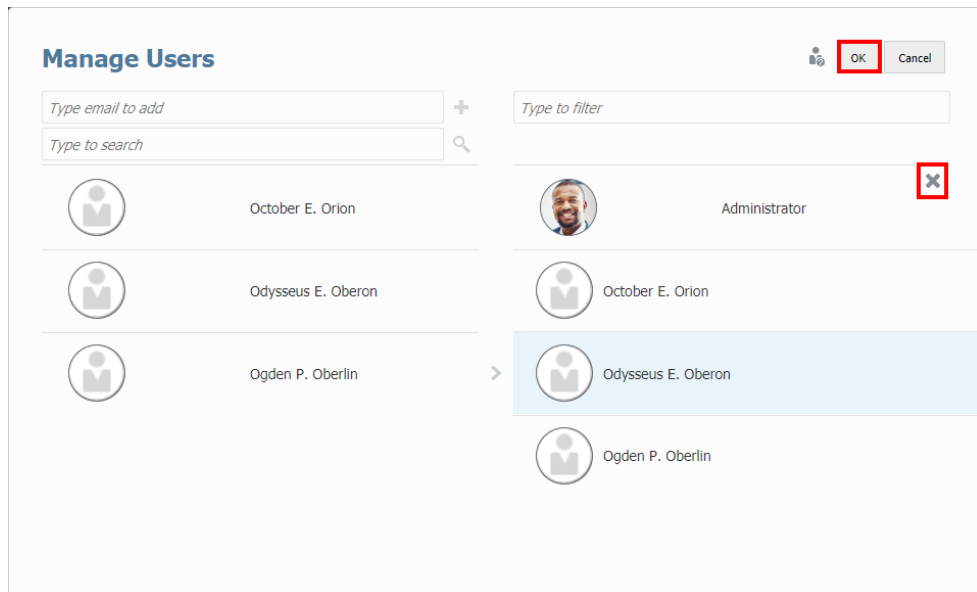 Manage Users
OK
Cancel
Type email to add
Type to filter
Type to search
October E. Orion
Administrator
Odysseus E. Oberon
October E. Orion
Ogden P. Oberlin
Odysseus E. Oberon
Ogden P. Oberlin